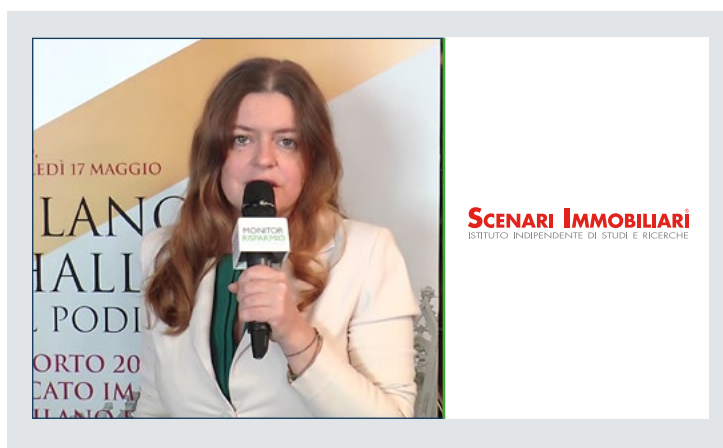 EDÌ 17 MAGGIO
LANO
HALL
L PODI
ORTO 20
CATO IM
MONITOR
RISPARMIO
SCENARI IMMOBILIARI
ISTITUTO INDIPENDENTE DI STUDI E RICERCHE